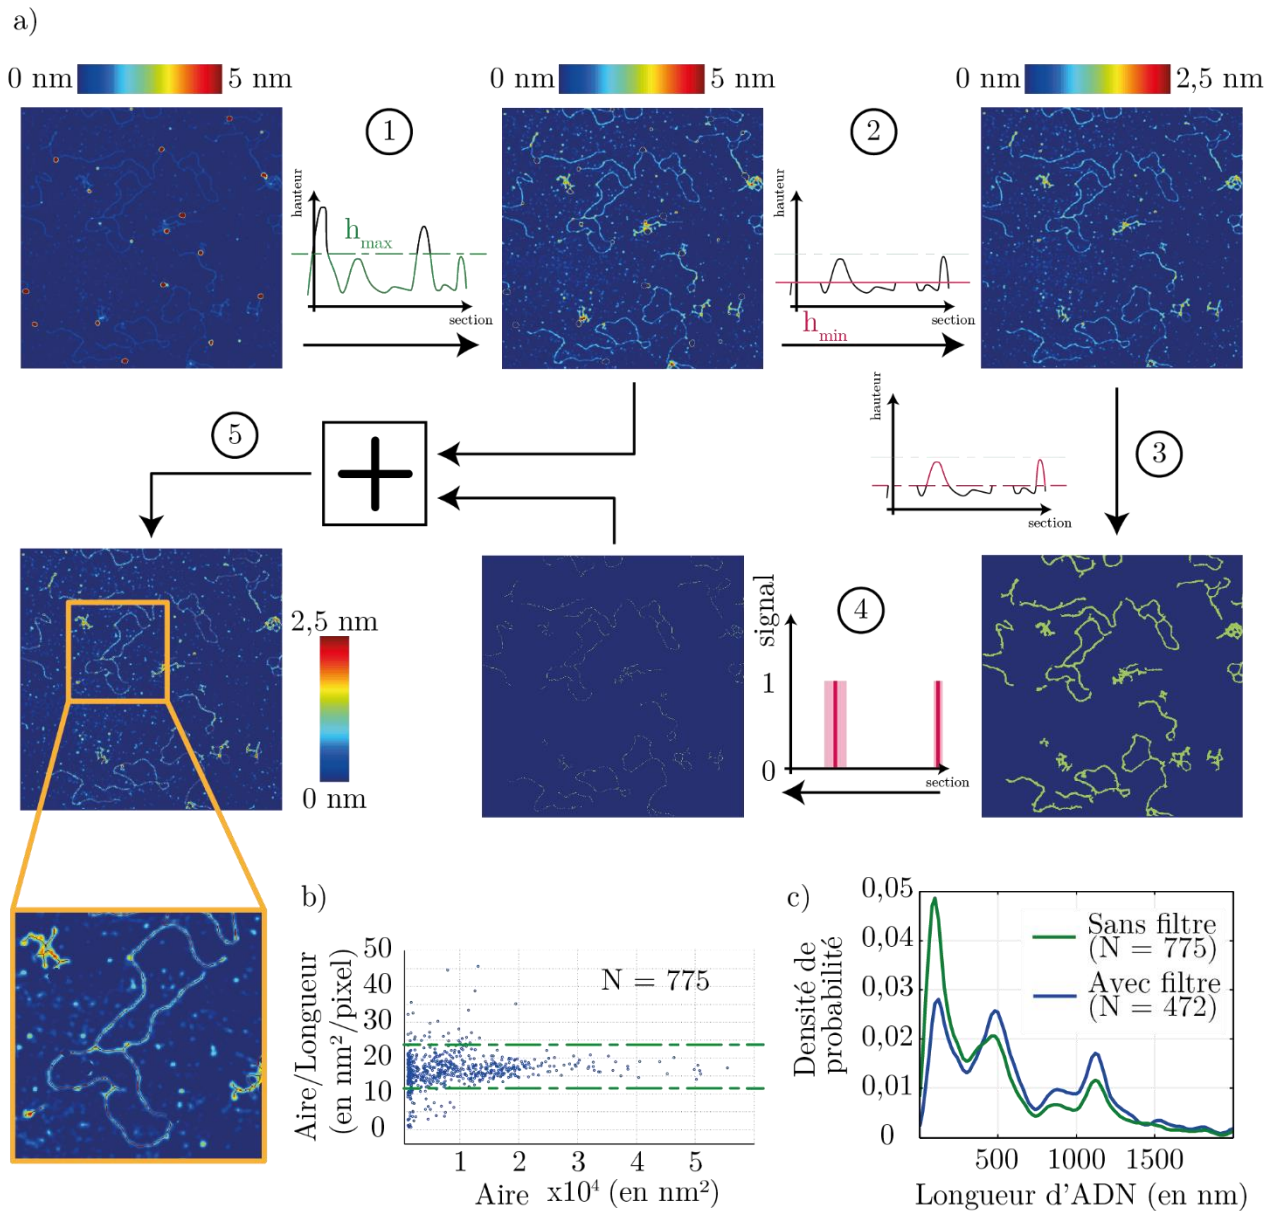 a)
0 nm 5 nm
0 nm 5 nm
0 nm 2,5 nm
1
2
hauteur
h_max
section
hauteur
h_min
section
hauteur
section
3
5
4
signal
1
0
section
2,5 nm
0 nm
b)
Aire/Longueur
(en nm²/pixel)
50
40
30
20
10
0
N = 775
1 2 3 4 5
Aire x10⁴ (en nm²)
c)
Densité de
probabilité
0,05
0,04
0,03
0,02
0,01
0
Sans filtre
(N = 775)
Avec filtre
(N = 472)
500 1000 1500
Longueur d'ADN (en nm)